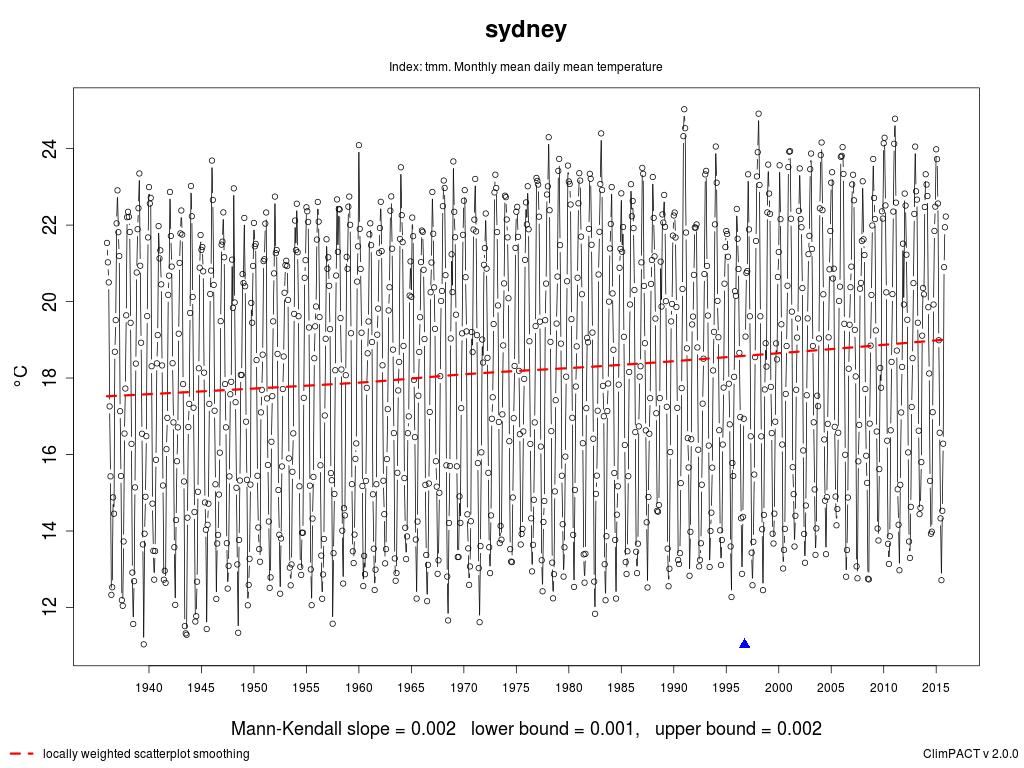 sydney
Index: tmm. Monthly mean daily mean temperature
24
22
20
18
16
14
12
°C
1940 1945 1950 1955 1960 1965 1970 1975 1980 1985 1990 1995 2000 2005 2010 2015
Mann-Kendall slope = 0.002 lower bound = 0.001, upper bound = 0.002
locally weighted scatterplot smoothing
ClimPACT v 2.0.0